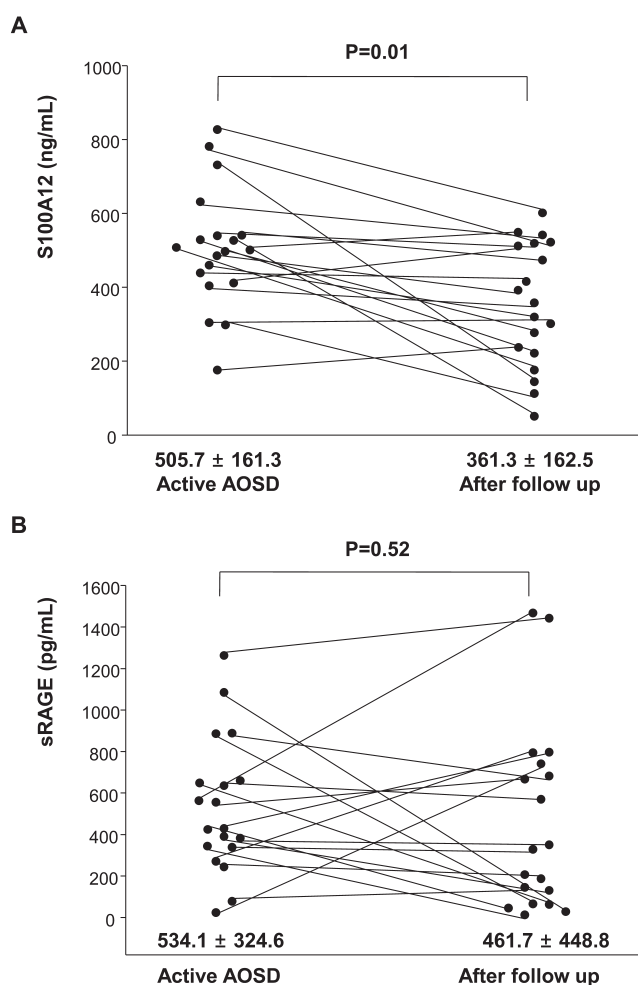 A
P=0.01
S100A12 (ng/mL)
1000
800
600
400
200
0
505.7 ± 161.3 361.3 ± 162.5
Active AOSD After follow up
B
P=0.52
sRAGE (pg/mL)
1600
1400
1200
1000
800
600
400
200
0
534.1 ± 324.6 461.7 ± 448.8
Active AOSD After follow up